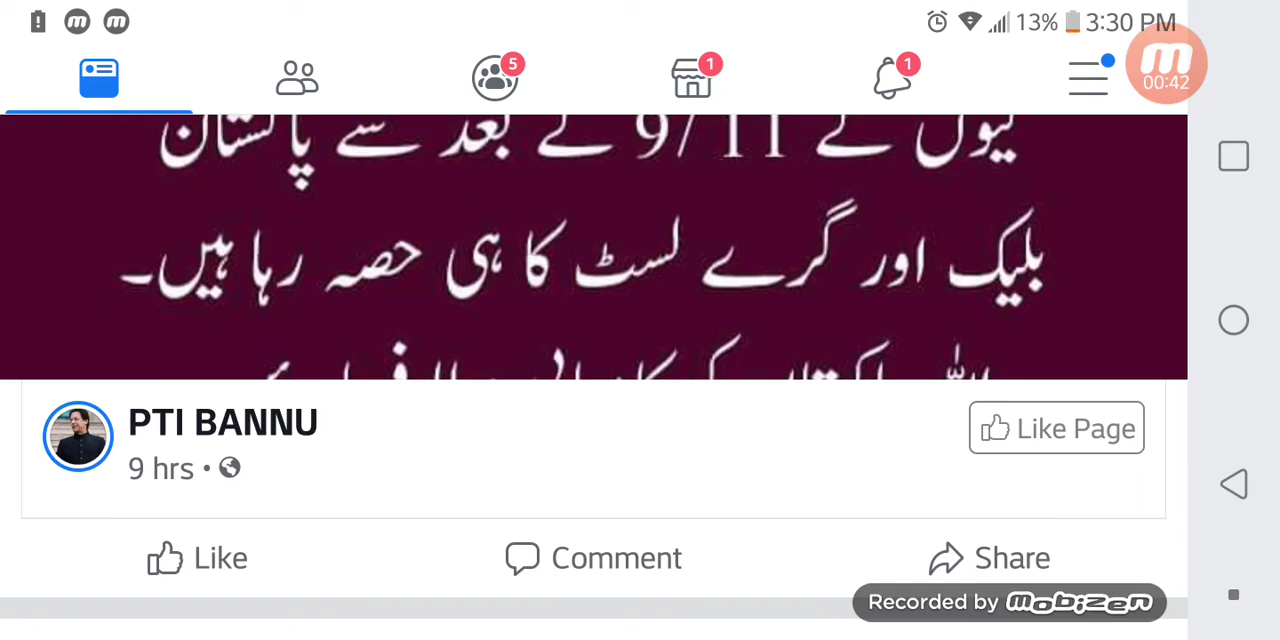 13% 3:30 PM
5
1
1
m
00:42
کیوں کے 9/11 کے بعد سے پاکستان
بلیک اور گرے لسٹ کا ہی حصہ رہا ہیں۔
PTI BANNU
Like Page
9 hrs •
Like
Comment
Share
Recorded by mobizen